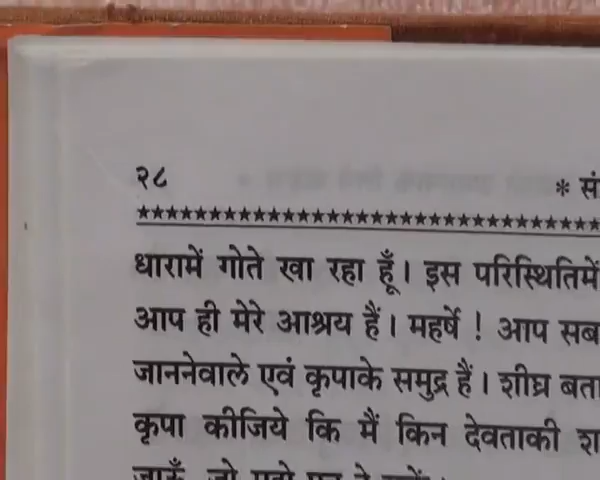 २८
* सं
★★★★★★★★★★★★★★★★★★★★★★★★★★★★★★★★
धारामें गोते खा रहा हूँ। इस परिस्थितिमें
आप ही मेरे आश्रय हैं। महर्षे ! आप सब
जाननेवाले एवं कृपाके समुद्र हैं। शीघ्र बता
कृपा कीजिये कि मैं किन देवताकी श